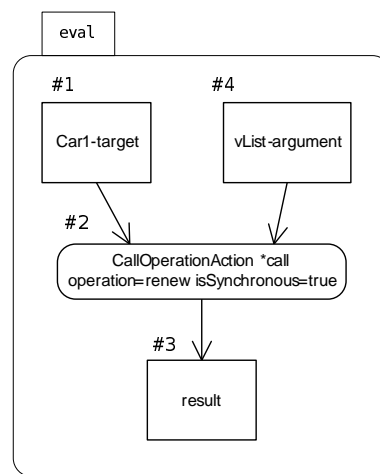 eval
#1
#4
Car1-target
vList-argument
#2
CallOperationAction *call
operation=renew isSynchronous=true
#3
result